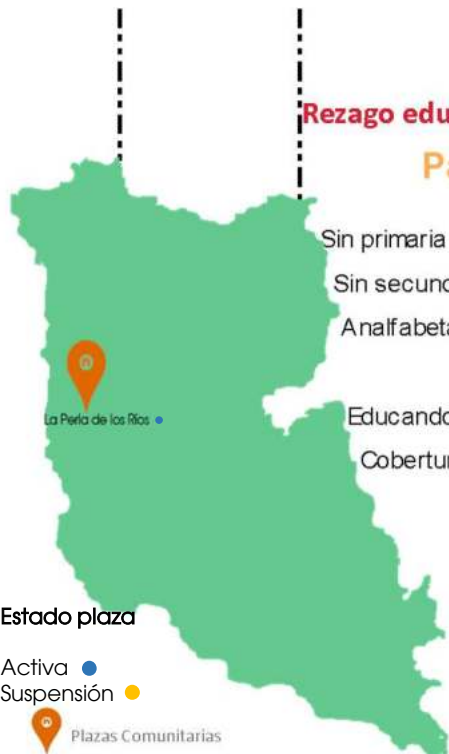 Rezago edu
Pa
Sin primaria
Sin secund
Analfabeta
La Perla de los Ríos
Educando
Cobertur
Estado plaza
Activa
Suspensión
Plazas Comunitarias